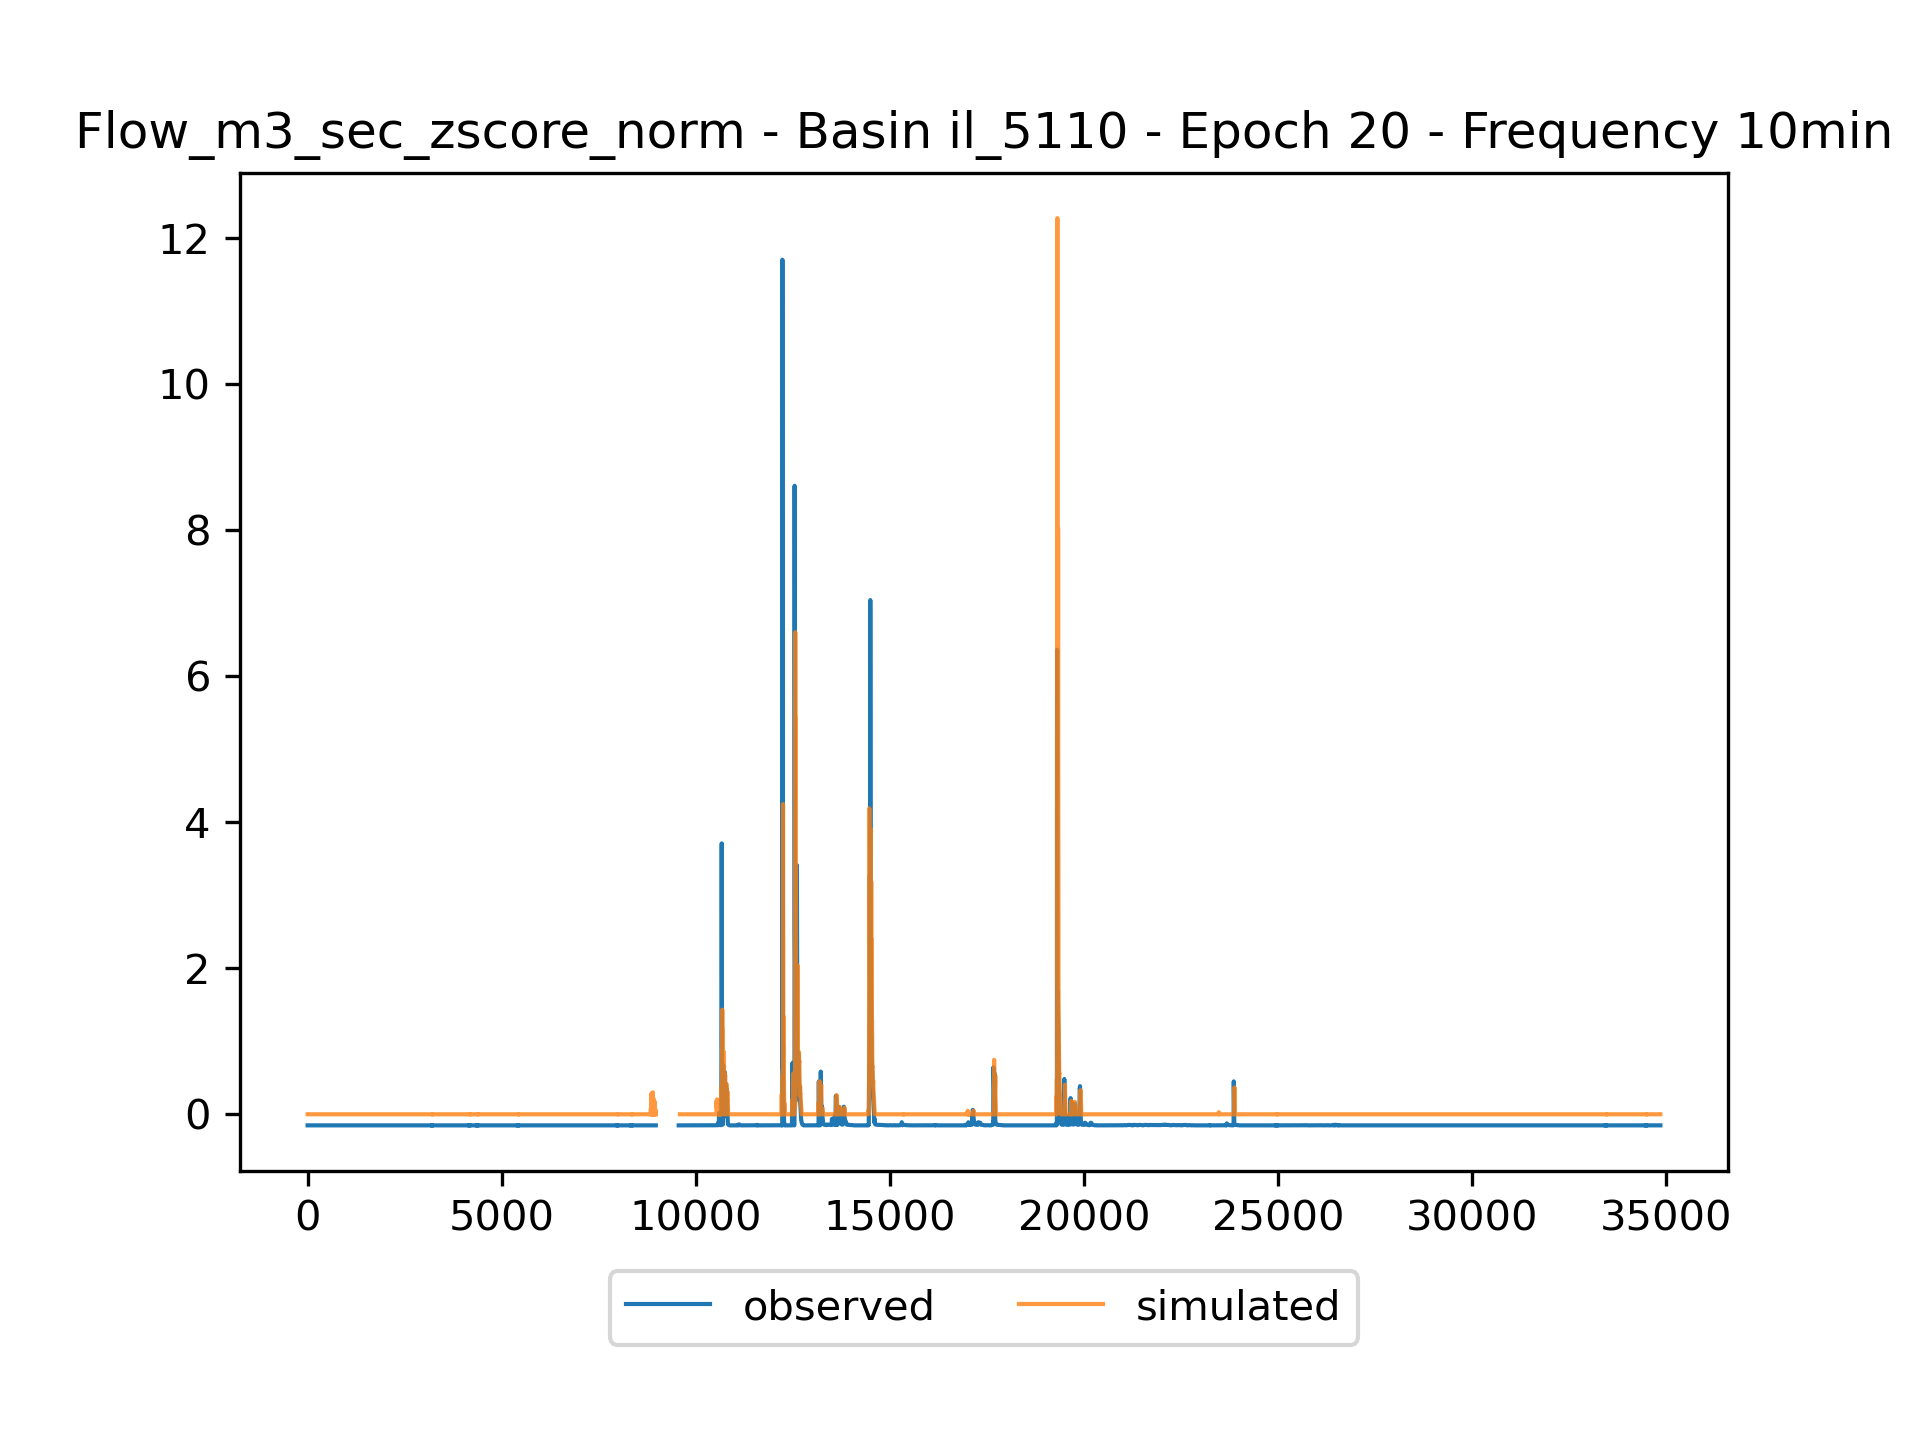 Flow_m3_sec_zscore_norm - Basin il_5110 - Epoch 20 - Frequency 10min
12
10
8
6
4
2
0
0 5000 10000 15000 20000 25000 30000 35000
observed simulated